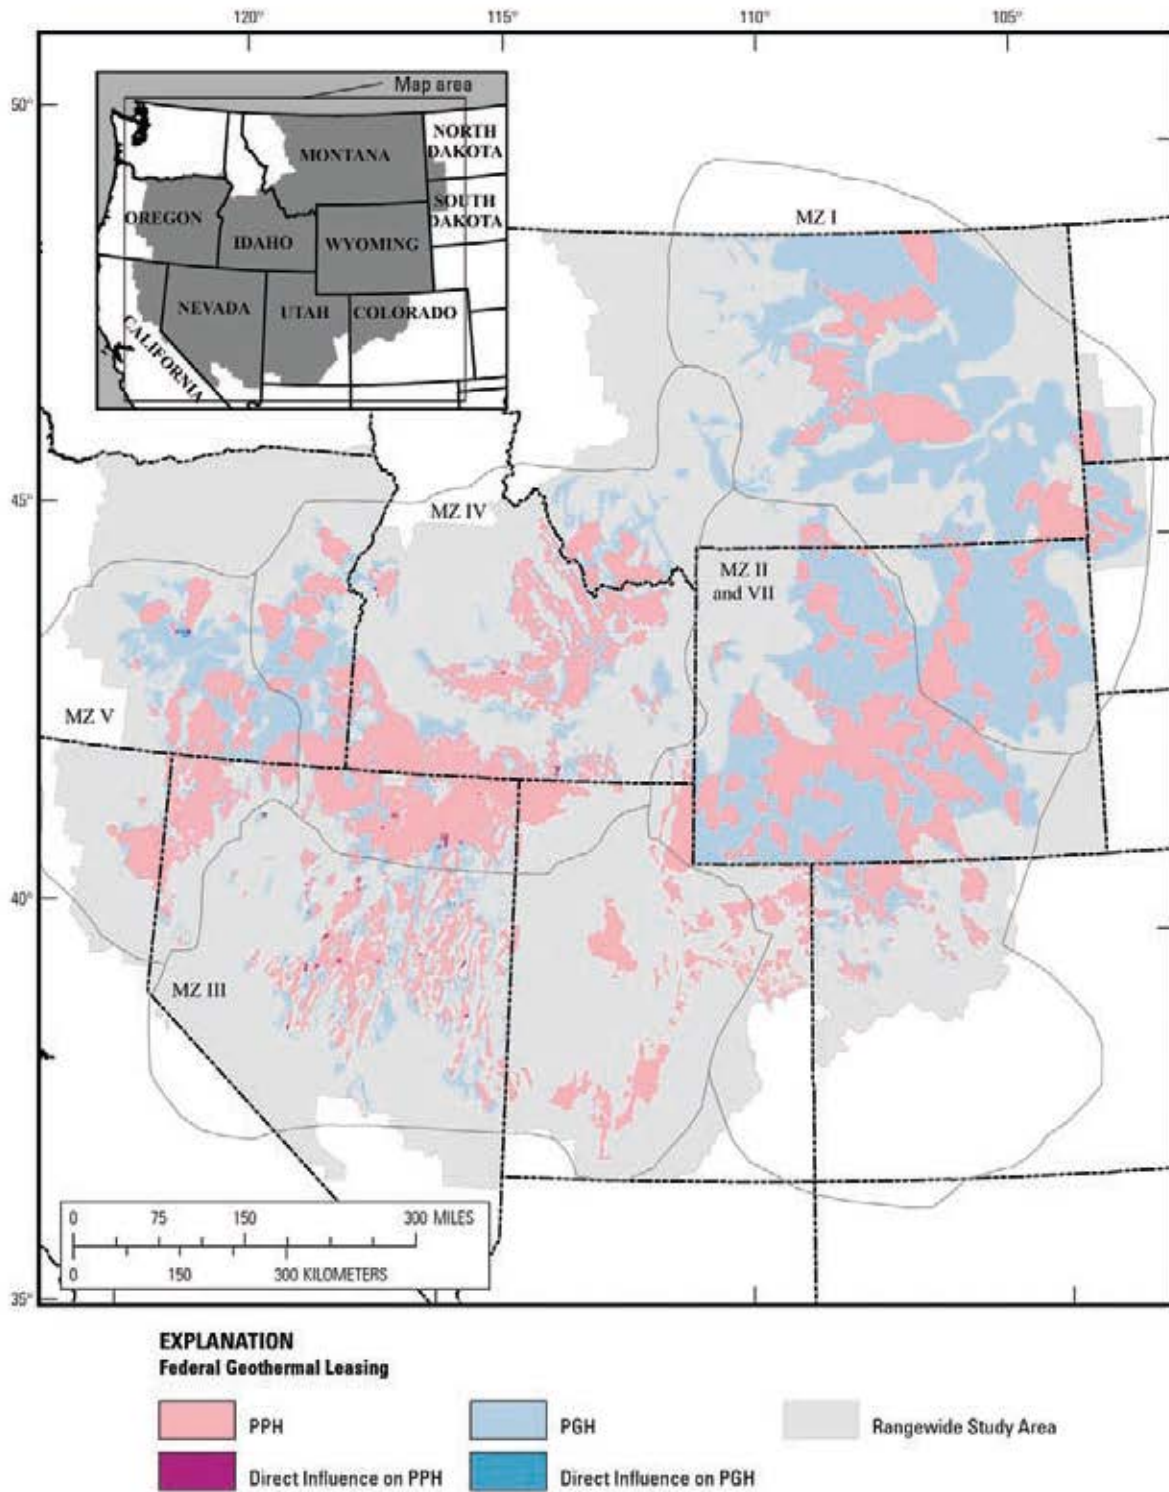 120° 115° 110° 105°
50°
Map area
NORTH
DAKOTA
MONTANA
SOUTH
DAKOTA
OREGON
IDAHO
WYOMING
NEVADA
UTAH
COLORADO
CALIFORNIA
MZ I
45°
MZ IV
MZ II
and VII
MZ V
40°
MZ III
0 75 150 300 MILES
0 150 300 KILOMETERS
35°
EXPLANATION
Federal Geothermal Leasing
PPH PGH Rangewide Study Area
Direct Influence on PPH Direct Influence on PGH